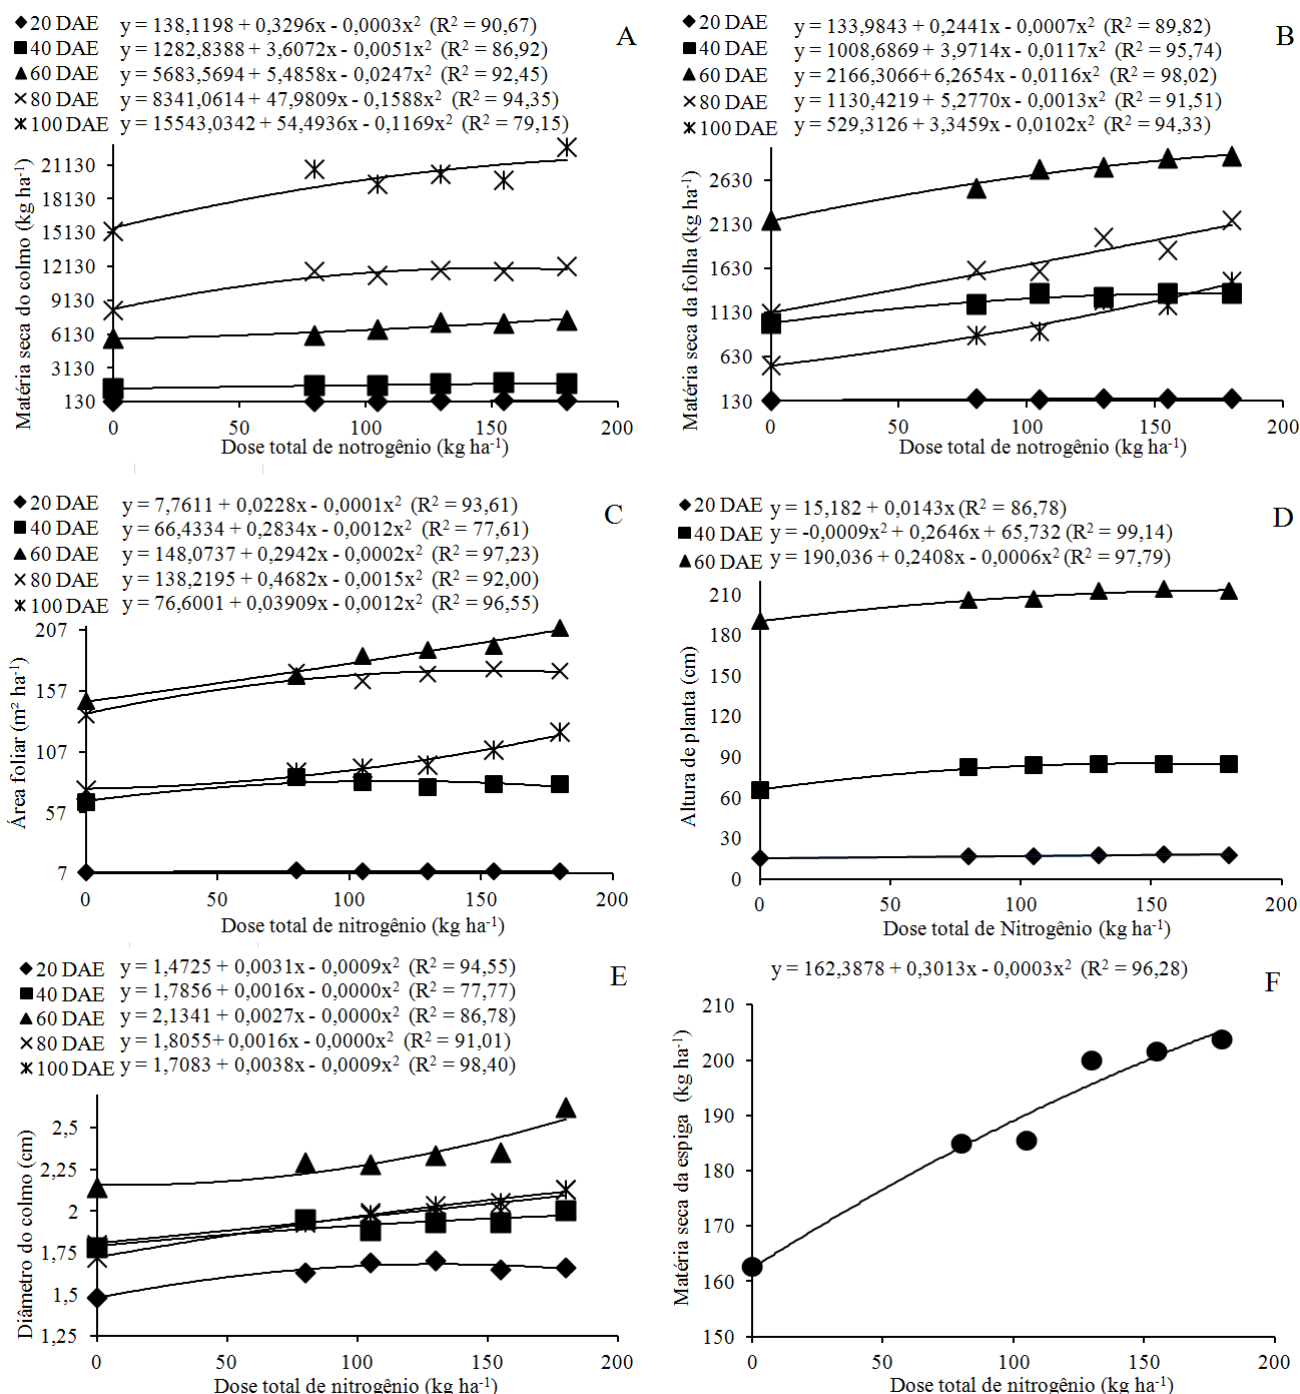 A
20 DAE y = 138,1198 + 0,3296x - 0,0003x² (R² = 90,67)
40 DAE y = 1282,8388 + 3,6072x - 0,0051x² (R² = 86,92)
60 DAE y = 5683,5694 + 5,4858x - 0,0247x² (R² = 92,45)
80 DAE y = 8341,0614 + 47,9809x - 0,1588x² (R² = 94,35)
100 DAE y = 15543,0342 + 54,4936x - 0,1169x² (R² = 79,15)
Matéria seca do colmo (kg ha⁻¹)
21130
18130
15130
12130
9130
6130
3130
130
0 50 100 150 200
Dose total de notrogênio (kg ha⁻¹)
B
20 DAE y = 133,9843 + 0,2441x - 0,0007x² (R² = 89,82)
40 DAE y = 1008,6869 + 3,9714x - 0,0117x² (R² = 95,74)
60 DAE y = 2166,3066+6,2654x - 0,0116x² (R² = 98,02)
80 DAE y = 1130,4219 + 5,2770x - 0,0013x² (R² = 91,51)
100 DAE y = 529,3126 + 3,3459x - 0,0102x² (R² = 94,33)
Matéria seca da folha (kg ha⁻¹)
2630
2130
1630
1130
630
130
0 50 100 150 200
Dose total de notrogênio (kg ha⁻¹)
C
20 DAE y = 7,7611 + 0,0228x - 0,0001x² (R² = 93,61)
40 DAE y = 66,4334 + 0,2834x - 0,0012x² (R² = 77,61)
60 DAE y = 148,0737 + 0,2942x - 0,0002x² (R² = 97,23)
80 DAE y = 138,2195 + 0,4682x - 0,0015x² (R² = 92,00)
100 DAE y = 76,6001 + 0,03909x - 0,0012x² (R² = 96,55)
Área foliar (m² ha⁻¹)
207
157
107
57
7
0 50 100 150 200
Dose total de nitrogênio (kg ha⁻¹)
D
20 DAE y = 15,182 + 0,0143x (R² = 86,78)
40 DAE y = -0,0009x² + 0,2646x + 65,732 (R² = 99,14)
60 DAE y = 190,036 + 0,2408x - 0,0006x² (R² = 97,79)
Altura de planta (cm)
210
180
150
120
90
60
30
0
0 50 100 150 200
Dose total de Nitrogênio (kg ha⁻¹)
E
20 DAE y = 1,4725 + 0,0031x - 0,0009x² (R² = 94,55)
40 DAE y = 1,7856 + 0,0016x - 0,0000x² (R² = 77,77)
60 DAE y = 2,1341 + 0,0027x - 0,0000x² (R² = 86,78)
80 DAE y = 1,8055+ 0,0016x - 0,0000x² (R² = 91,01)
100 DAE y = 1,7083 + 0,0038x - 0,0009x² (R² = 98,40)
Diâmetro do colmo (cm)
2,5
2,25
2
1,75
1,5
1,25
0 50 100 150 200
Dose total de nitrogênio (kg ha⁻¹)
F
y = 162,3878 + 0,3013x - 0,0003x² (R² = 96,28)
Matéria seca da espiga (kg ha⁻¹)
210
200
190
180
170
160
150
0 50 100 150 200
Dose total de nitrogênio (kg ha⁻¹)